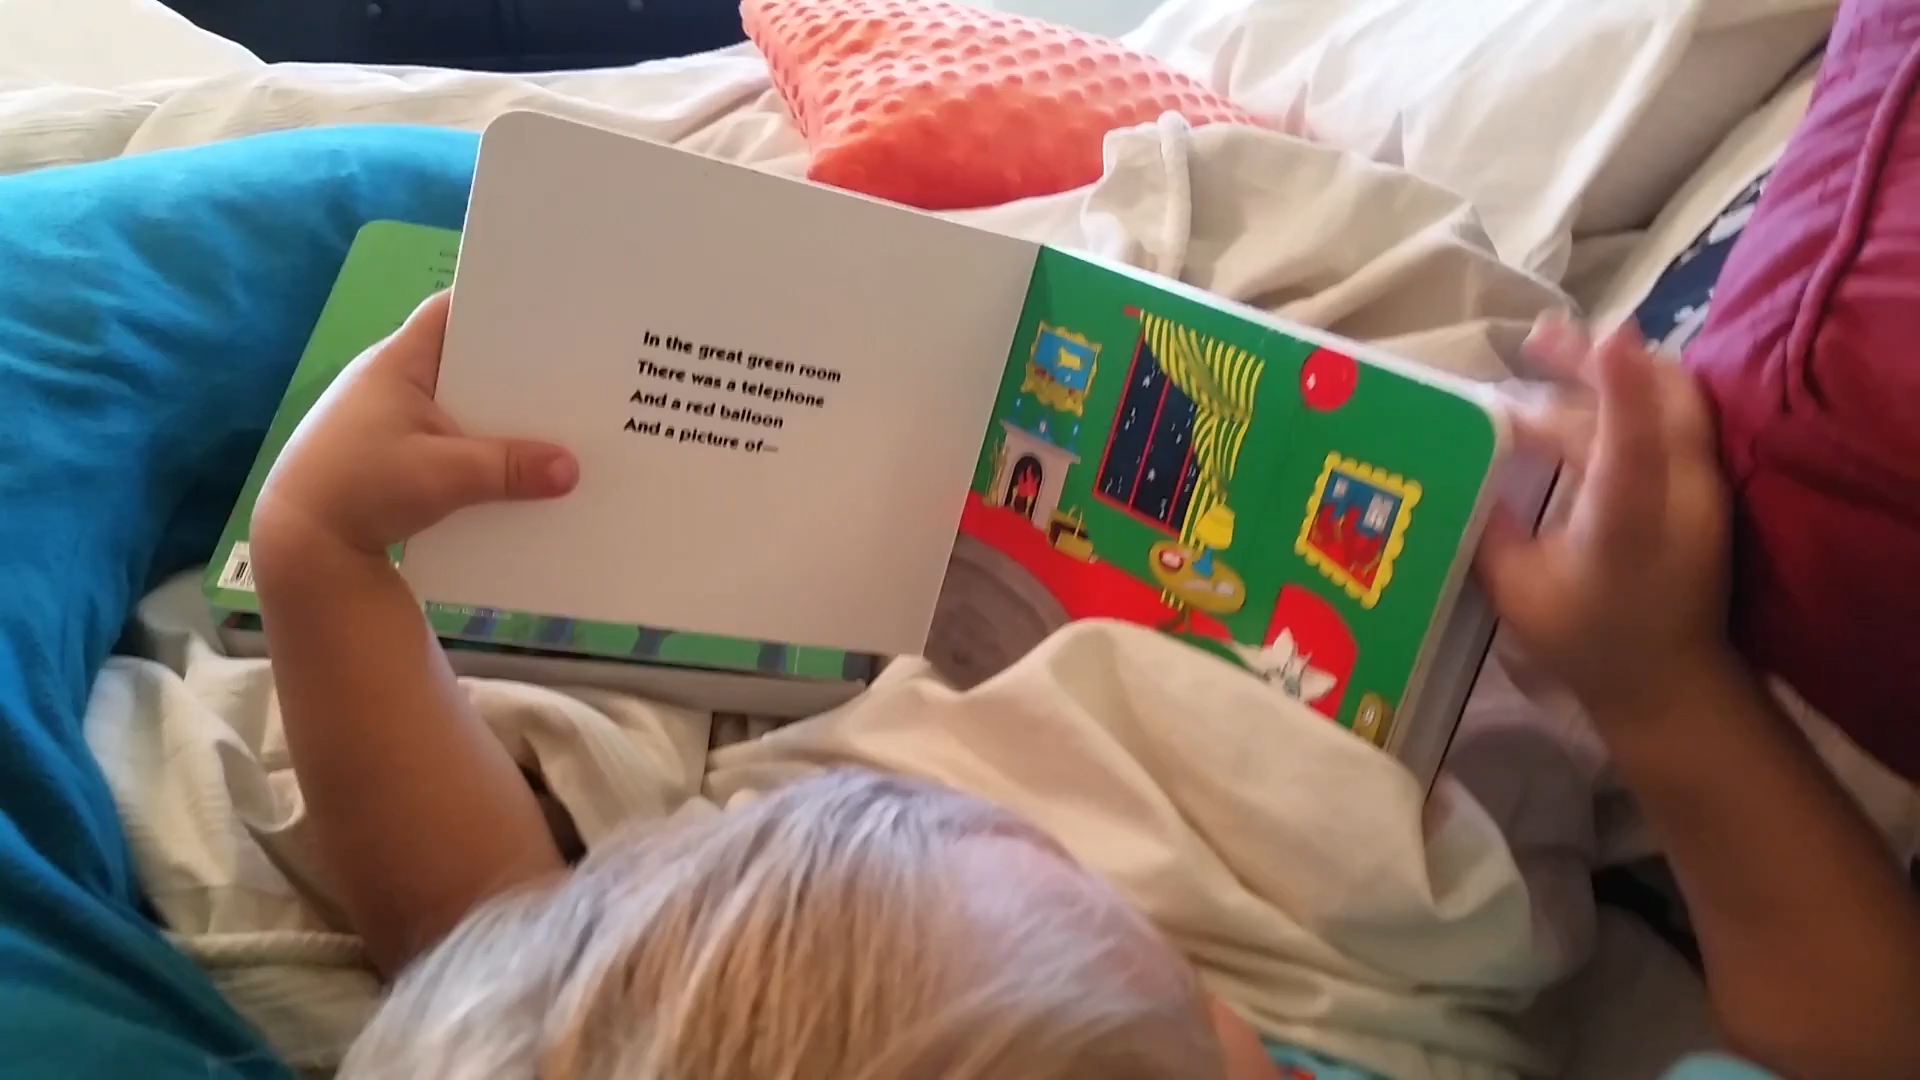 In the great green room
There was a telephone
And a red balloon
And a picture of—